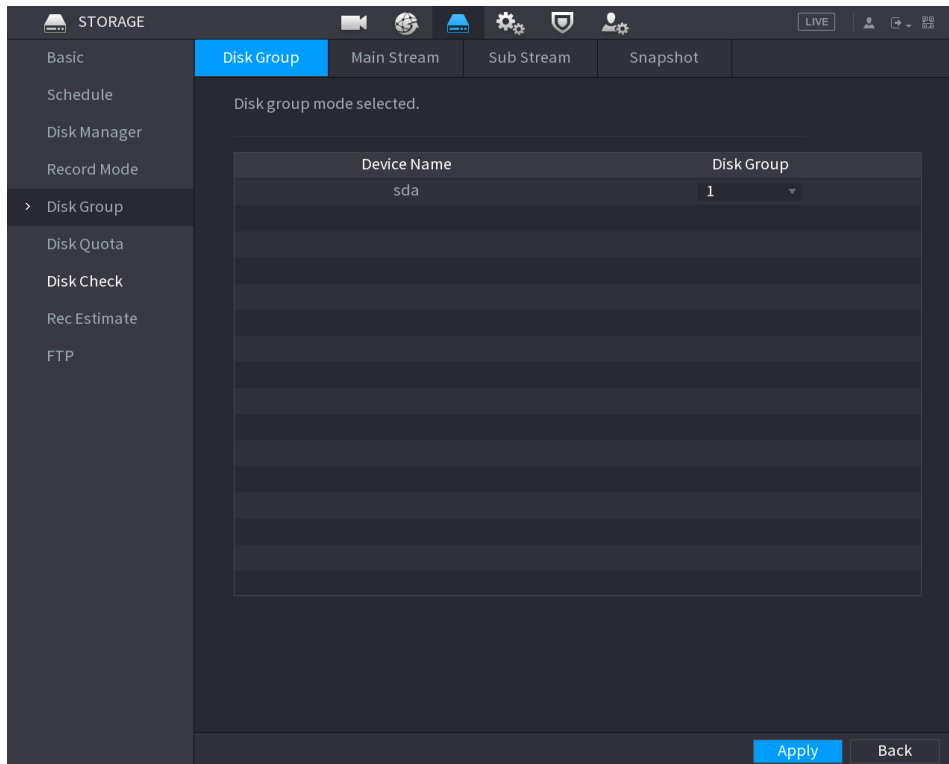 STORAGE LIVE
Basic
Schedule
Disk Manager
Record Mode
Disk Group
Disk Quota
Disk Check
Rec Estimate
FTP
Disk Group Main Stream Sub Stream Snapshot
Disk group mode selected.
Device Name Disk Group
sda 1
Apply Back